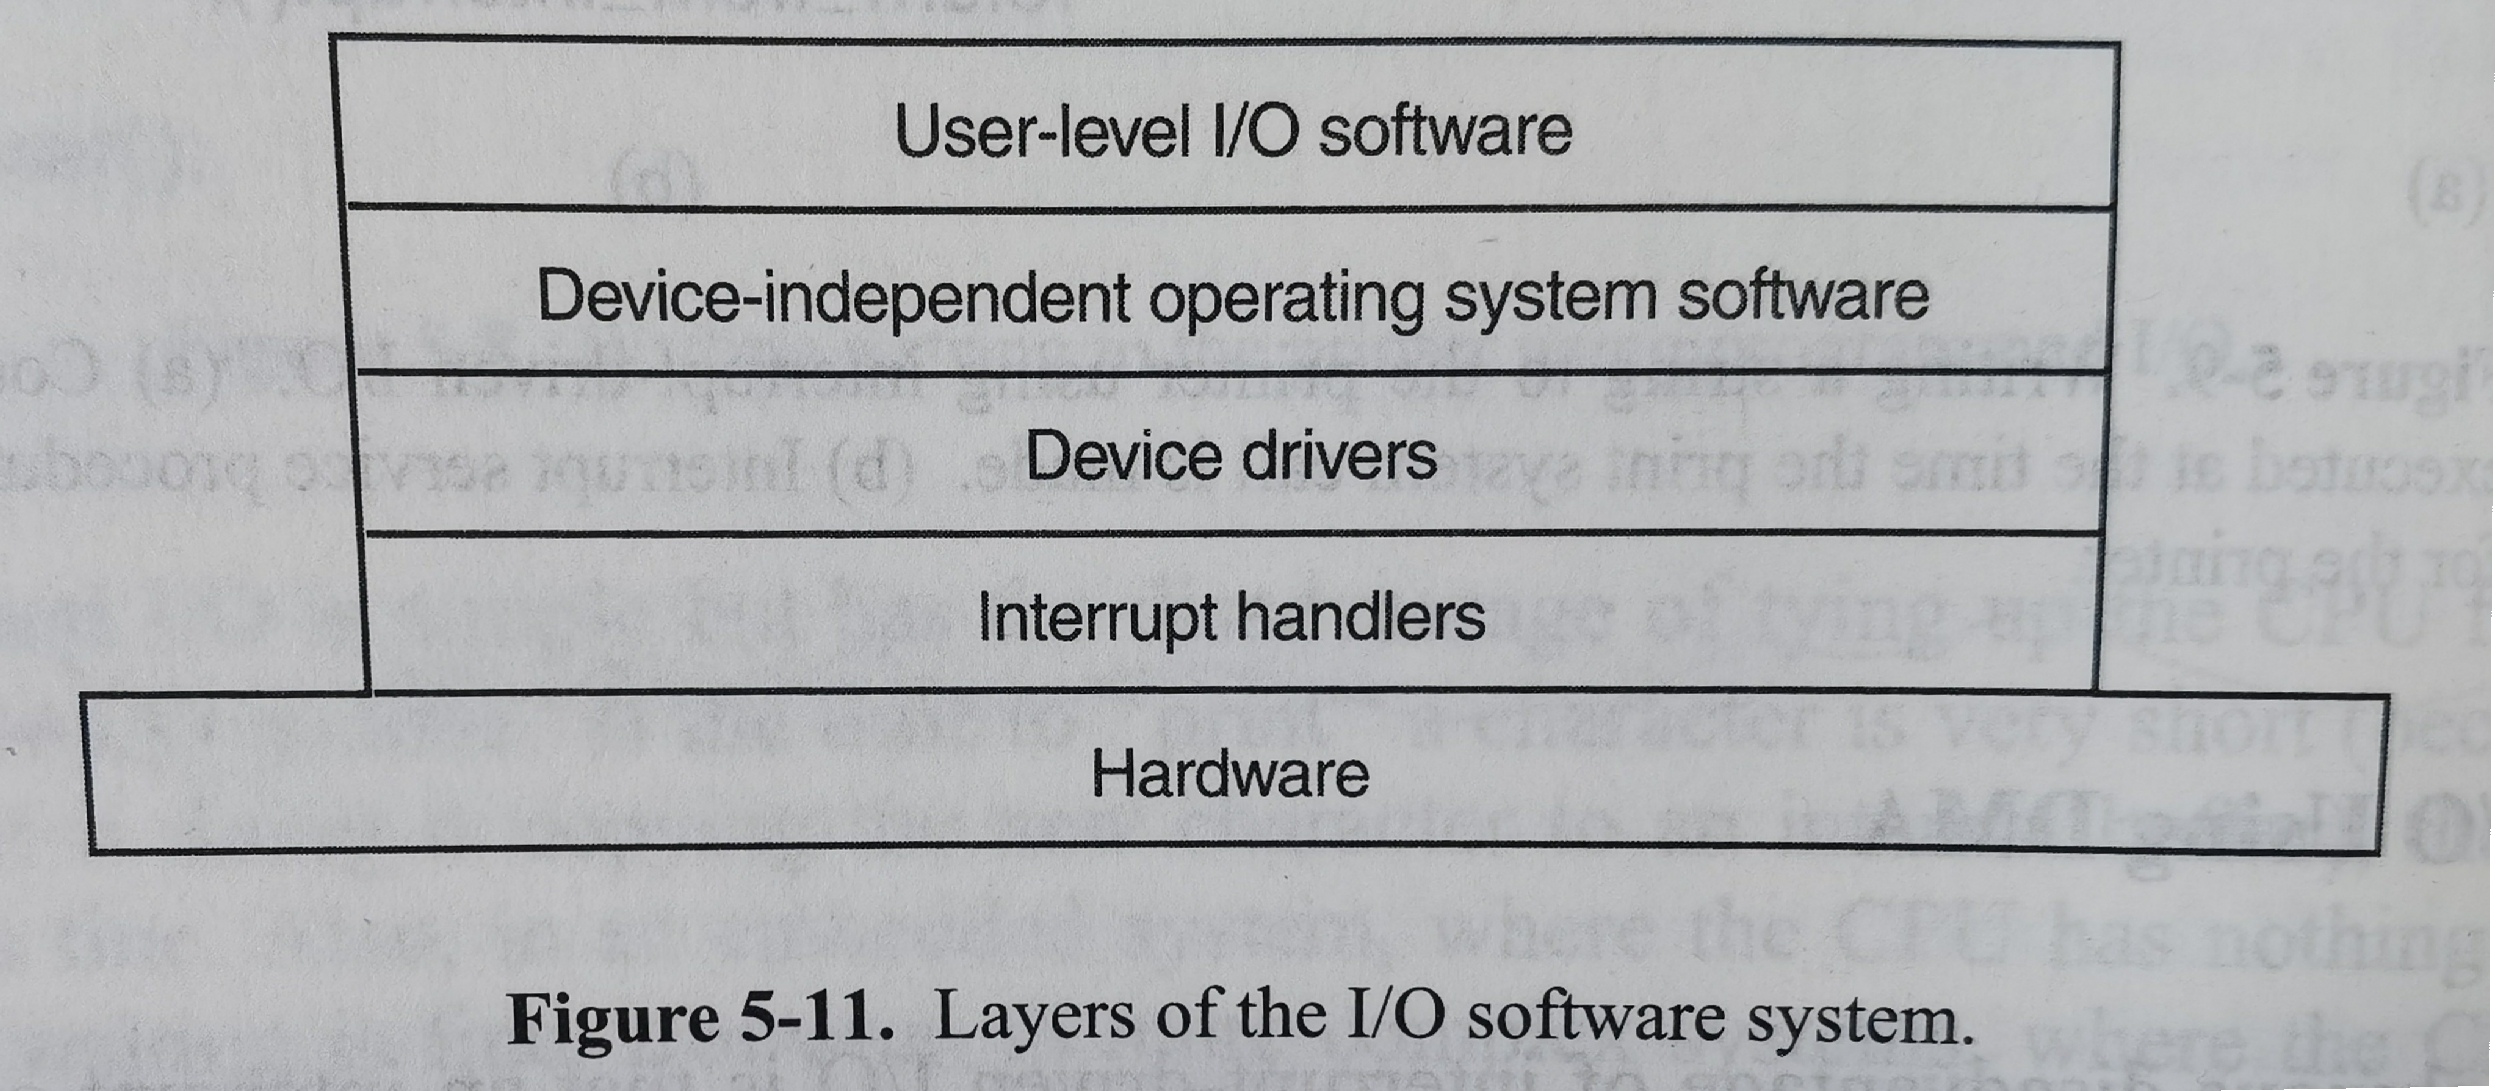 User-level I/O software
Device-independent operating system software
Device drivers
Interrupt handlers
Hardware
Figure 5-11. Layers of the I/O software system.